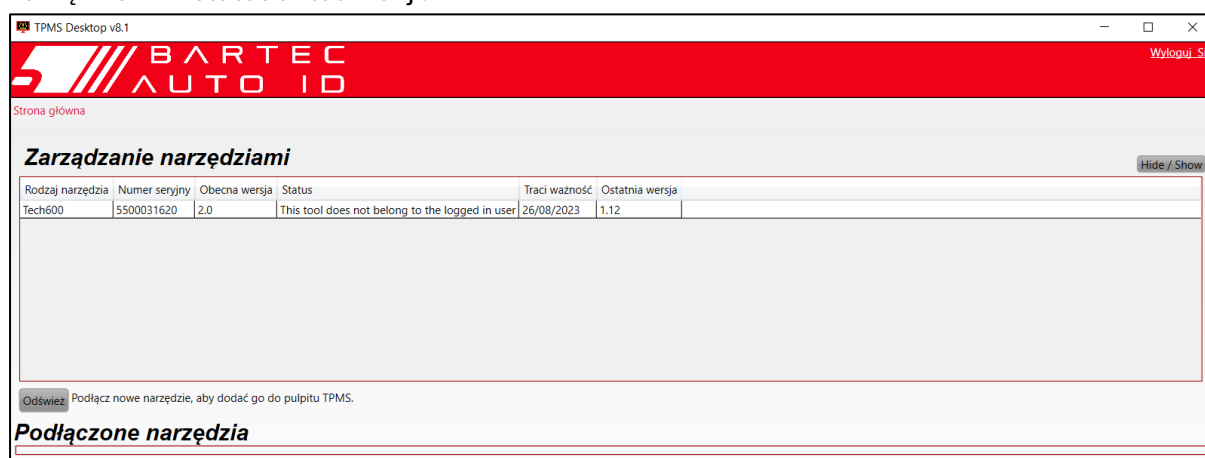 TPMS Desktop v8.1
BARTEC
AUTO ID
Wyloguj Si
Strona główna
Zarządzanie narzędziami
Hide / Show
Rodzaj narzędzia Numer seryjny Obecna wersja Status Traci ważność Ostatnia wersja
Tech600 5500031620 2.0 This tool does not belong to the logged in user 26/08/2023 1.12
Odśwież Podłącz nowe narzędzie, aby dodać go do pulpitu TPMS.
Podłączone narzędzia